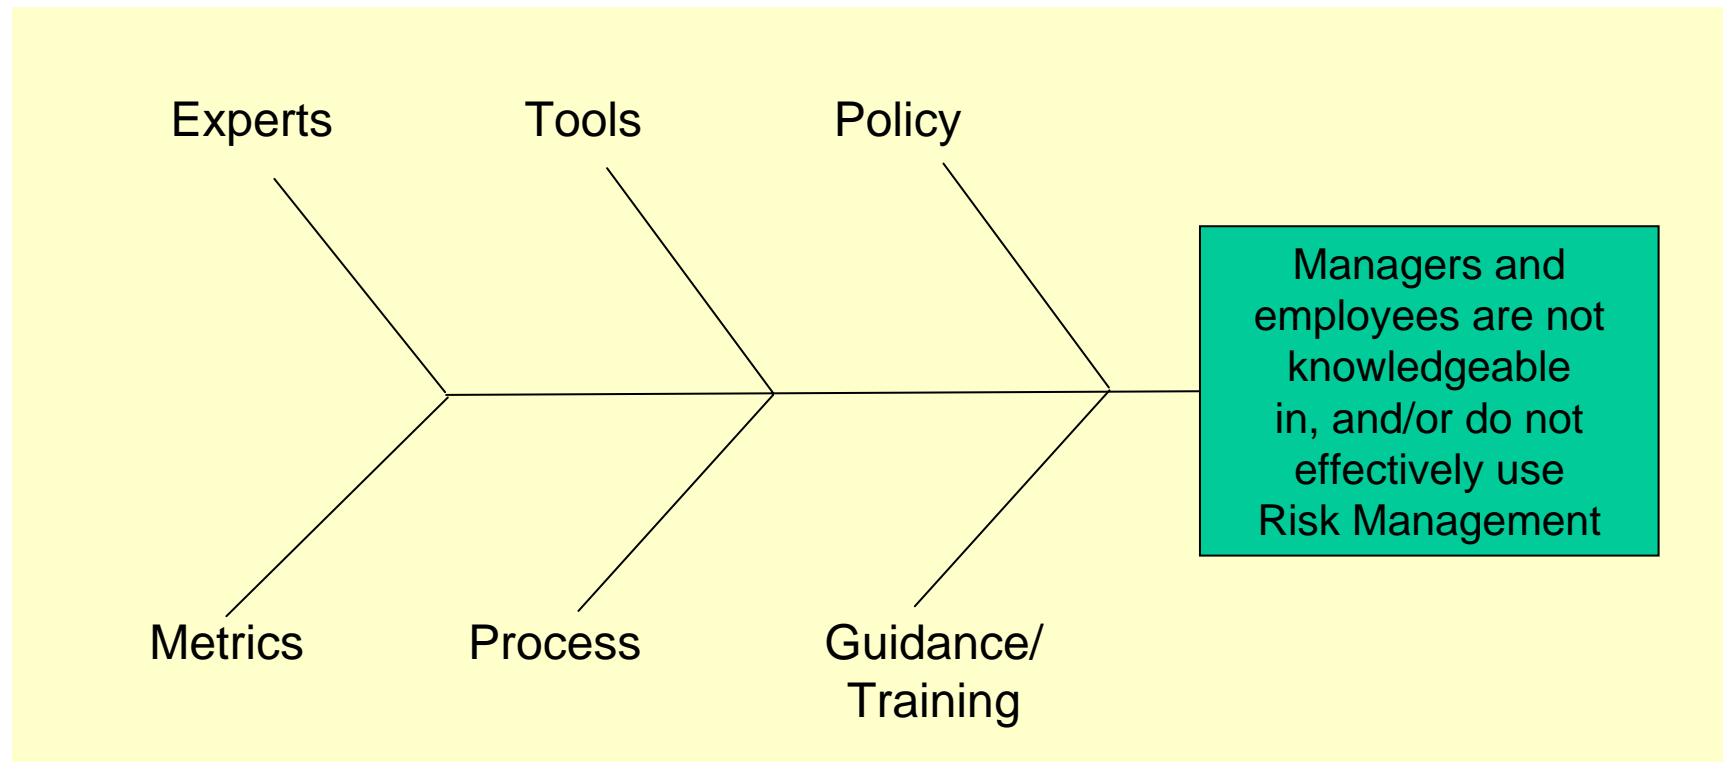 Experts
Tools
Policy
Managers and
employees are not
knowledgeable
in, and/or do not
effectively use
Risk Management
Metrics
Process
Guidance/
Training